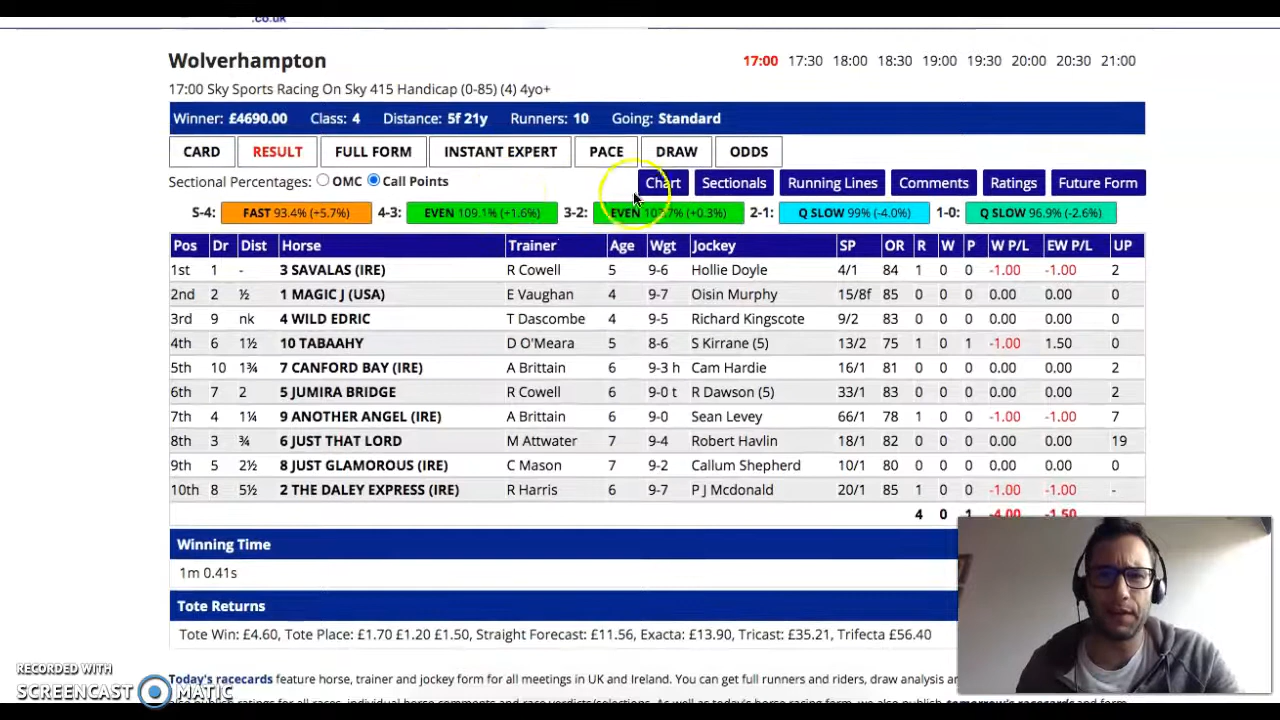 .co.uk
Wolverhampton 17:00 17:30 18:00 18:30 19:00 19:30 20:00 20:30 21:00
17:00 Sky Sports Racing On Sky 415 Handicap (0-85) (4) 4yo+
Winner: £4690.00 Class: 4 Distance: 5f 21y Runners: 10 Going: Standard
CARD RESULT FULL FORM INSTANT EXPERT PACE DRAW ODDS
Sectional Percentages: OMC Call Points Chart Sectionals Running Lines Comments Ratings Future Form
S-4: FAST 93.4% (+5.7%) 4-3: EVEN 109.1% (+1.6%) 3-2: EVEN (+0.3%) 2-1: Q SLOW 99% (-4.0%) 1-0: Q SLOW 96.9% (-2.6%)
Pos Dr Dist Horse Trainer Age Wgt Jockey SP OR R W P W P/L EW P/L UP
1st 1 - 3 SAVALAS (IRE) R Cowell 5 9-6 Hollie Doyle 4/1 84 1 0 0 -1.00 -1.00 2
2nd 2 ½ 1 MAGIC J (USA) E Vaughan 4 9-7 Oisin Murphy 15/8f 85 0 0 0 0.00 0.00 0
3rd 9 nk 4 WILD EDRIC T Dascombe 4 9-5 Richard Kingscote 9/2 83 0 0 0 0.00 0.00 0
4th 6 1½ 10 TABAAHY D O'Meara 5 8-6 S Kirrane (5) 13/2 75 1 0 1 -1.00 1.50 0
5th 10 1¾ 7 CANFORD BAY (IRE) A Brittain 6 9-3 h Cam Hardie 16/1 81 0 0 0 0.00 0.00 2
6th 7 2 5 JUMIRA BRIDGE R Cowell 6 9-0 t R Dawson (5) 33/1 83 0 0 0 0.00 0.00 2
7th 4 1¼ 9 ANOTHER ANGEL (IRE) A Brittain 6 9-0 Sean Levey 66/1 78 1 0 0 -1.00 -1.00 7
8th 3 ¾ 6 JUST THAT LORD M Attwater 7 9-4 Robert Havlin 18/1 82 0 0 0 0.00 0.00 19
9th 5 2½ 8 JUST GLAMOROUS (IRE) C Mason 7 9-2 Callum Shepherd 10/1 80 0 0 0 0.00 0.00 0
10th 8 5½ 2 THE DALEY EXPRESS (IRE) R Harris 6 9-7 P J Mcdonald 20/1 85 1 0 0 -1.00 -1.00 -
4 0 1 -4.00 -1.50
Winning Time
1m 0.41s
Tote Returns
Tote Win: £4.60, Tote Place: £1.70 £1.20 £1.50, Straight Forecast: £11.56, Exacta: £13.90, Tricast: £35.21, Trifecta £56.40
Today's racecards feature horse, trainer and jockey form for all meetings in UK and Ireland. You can get full runners and riders, draw analysis
RECORDED WITH
SCREENCAST MATIC